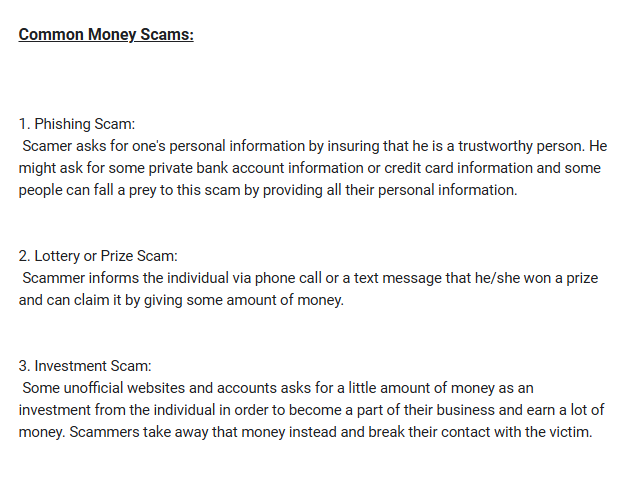 Common Money Scams:
1. Phishing Scam:
Scamer asks for one's personal information by insuring that he is a trustworthy person. He
might ask for some private bank account information or credit card information and some
people can fall a prey to this scam by providing all their personal information.
2. Lottery or Prize Scam:
Scammer informs the individual via phone call or a text message that he/she won a prize
and can claim it by giving some amount of money.
3. Investment Scam:
Some unofficial websites and accounts asks for a little amount of money as an
investment from the individual in order to become a part of their business and earn a lot of
money. Scammers take away that money instead and break their contact with the victim.